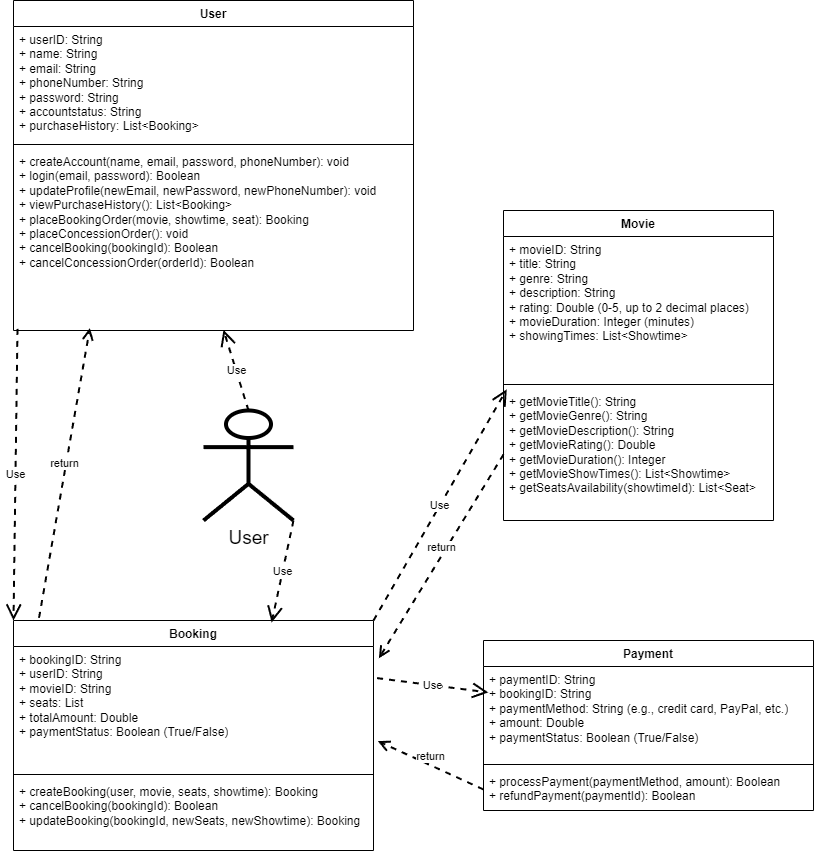 User
+ userID: String
+ name: String
+ email: String
+ phoneNumber: String
+ password: String
+ accountstatus: String
+ purchaseHistory: List<Booking>
+ createAccount(name, email, password, phoneNumber): void
+ login(email, password): Boolean
+ updateProfile(newEmail, newPassword, newPhoneNumber): void
+ viewPurchaseHistory(): List<Booking>
+ placeBookingOrder(movie, showtime, seat): Booking
+ placeConcessionOrder(): void
+ cancelBooking(bookingId): Boolean
+ cancelConcessionOrder(orderId): Boolean
Movie
+ movieID: String
+ title: String
+ genre: String
+ description: String
+ rating: Double (0-5, up to 2 decimal places)
+ movieDuration: Integer (minutes)
+ showingTimes: List<Showtime>
+ getMovieTitle(): String
+ getMovieGenre(): String
+ getMovieDescription(): String
+ getMovieRating(): Double
+ getMovieDuration(): Integer
+ getMovieShowTimes(): List<Showtime>
+ getSeatsAvailability(showtimeId): List<Seat>
Use
return
Use
User
Use
Use
return
Booking
+ bookingID: String
+ userID: String
+ movieID: String
+ seats: List
+ totalAmount: Double
+ paymentStatus: Boolean (True/False)
+ createBooking(user, movie, seats, showtime): Booking
+ cancelBooking(bookingId): Boolean
+ updateBooking(bookingId, newSeats, newShowtime): Booking
Use
return
Payment
+ paymentID: String
+ bookingID: String
+ paymentMethod: String (e.g., credit card, PayPal, etc.)
+ amount: Double
+ paymentStatus: Boolean (True/False)
+ processPayment(paymentMethod, amount): Boolean
+ refundPayment(paymentId): Boolean